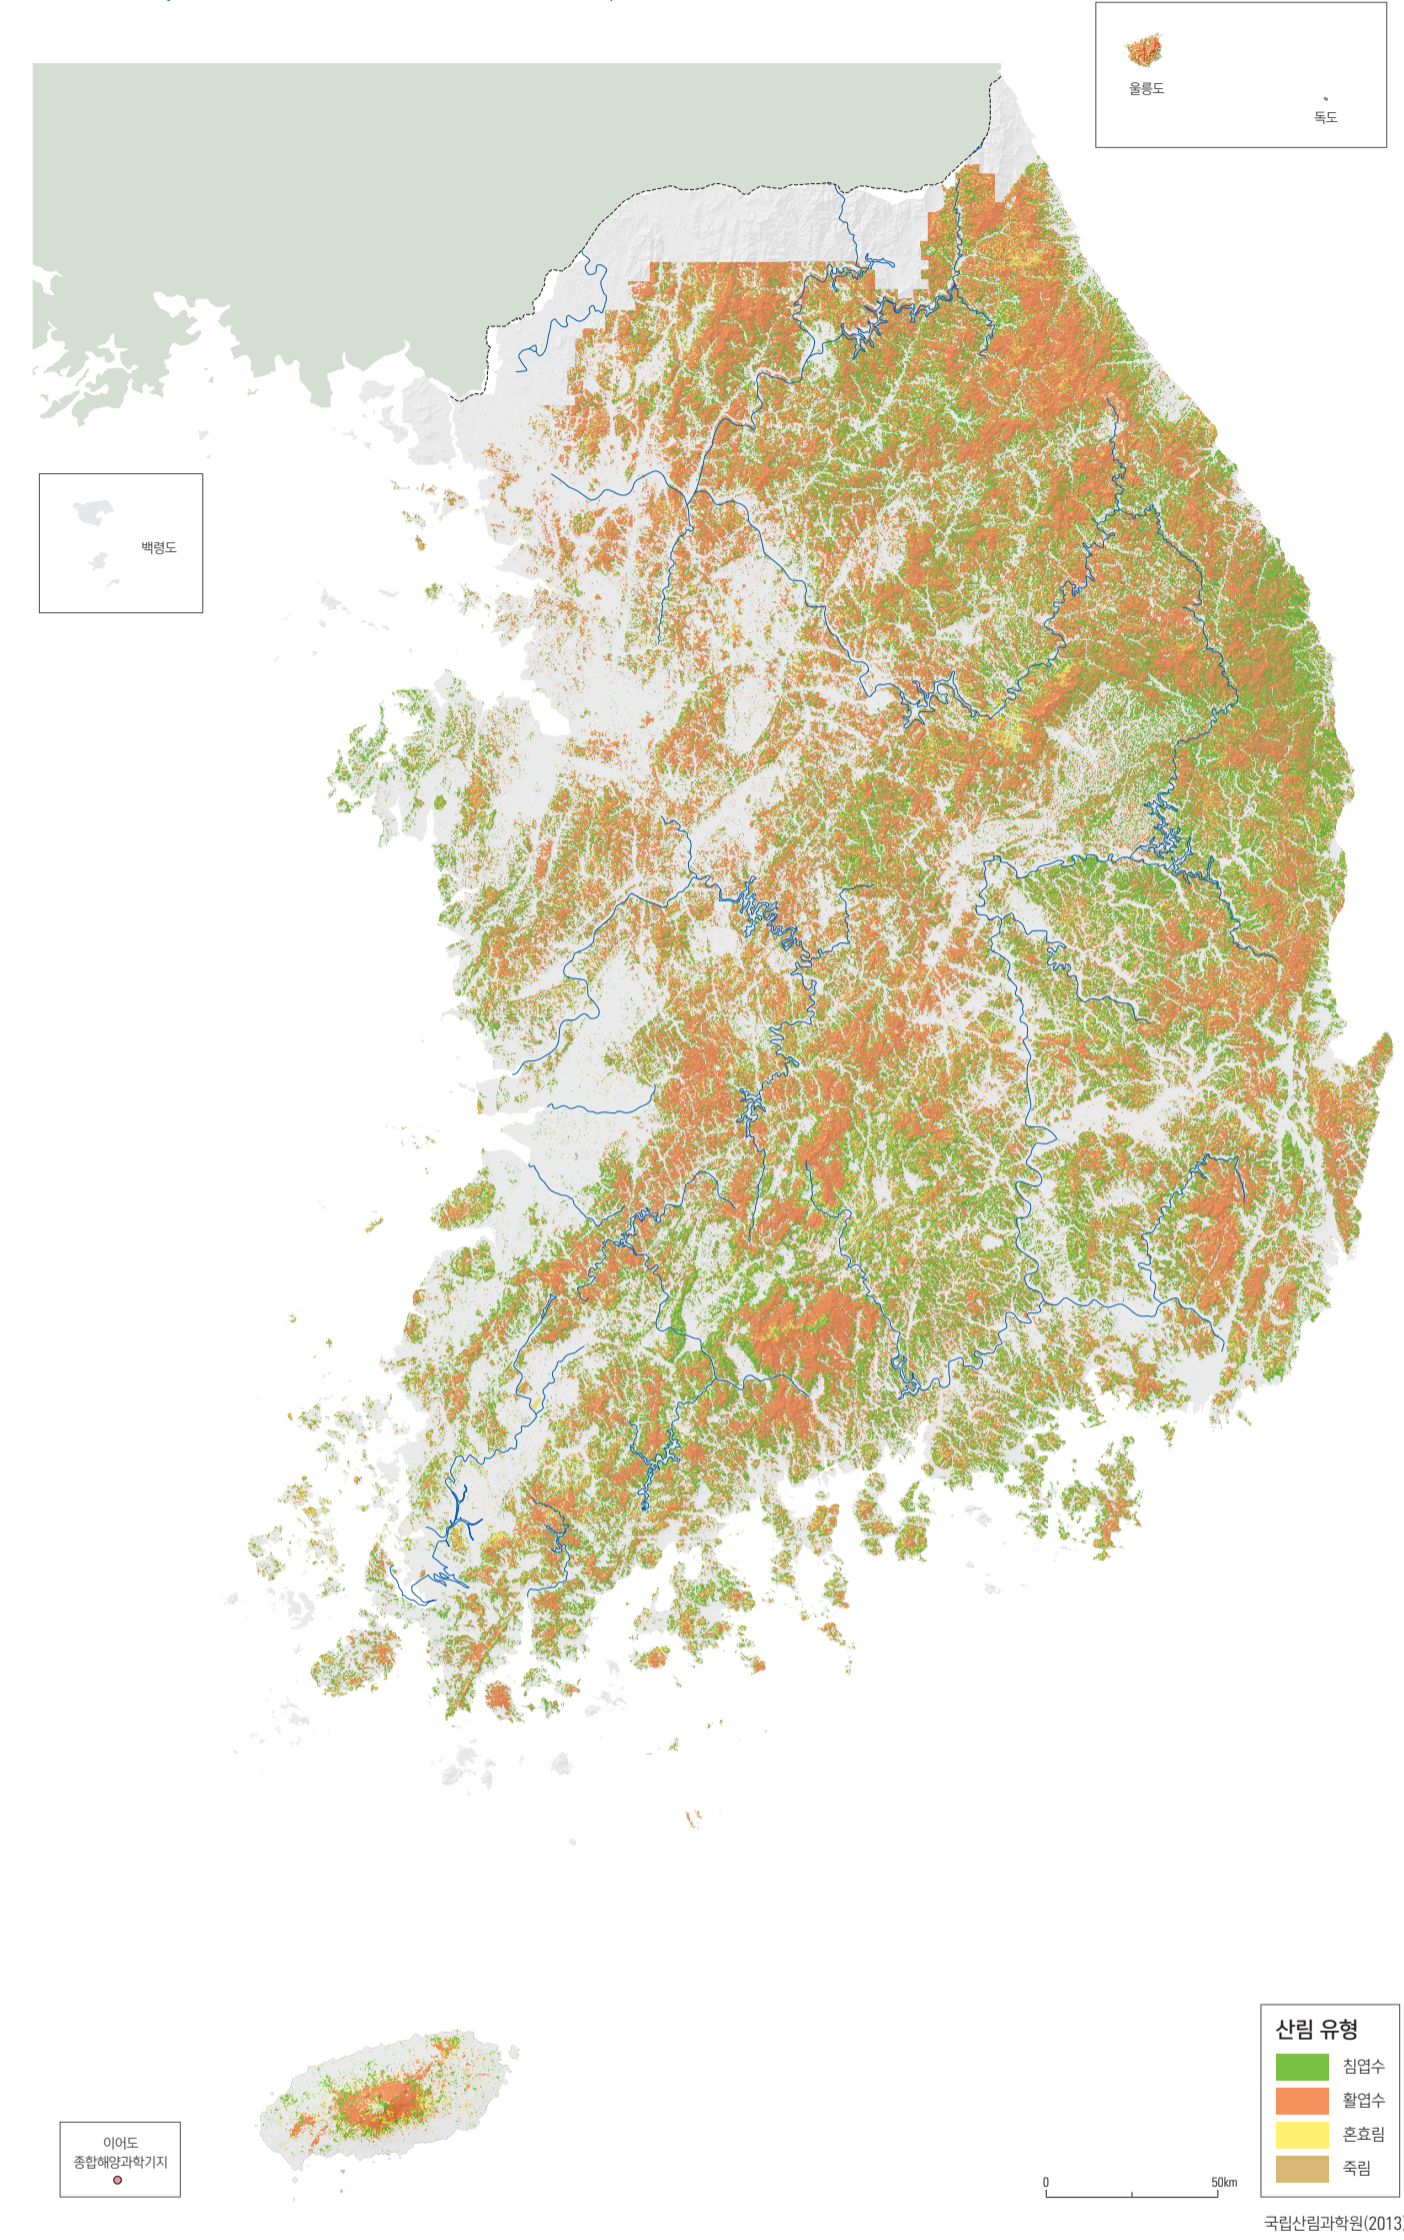 울릉도
독도
백령도
이어도
종합해양과학기지
산림 유형
침엽수
활엽수
혼효림
죽림
0 50km
국립산림과학원(2013)